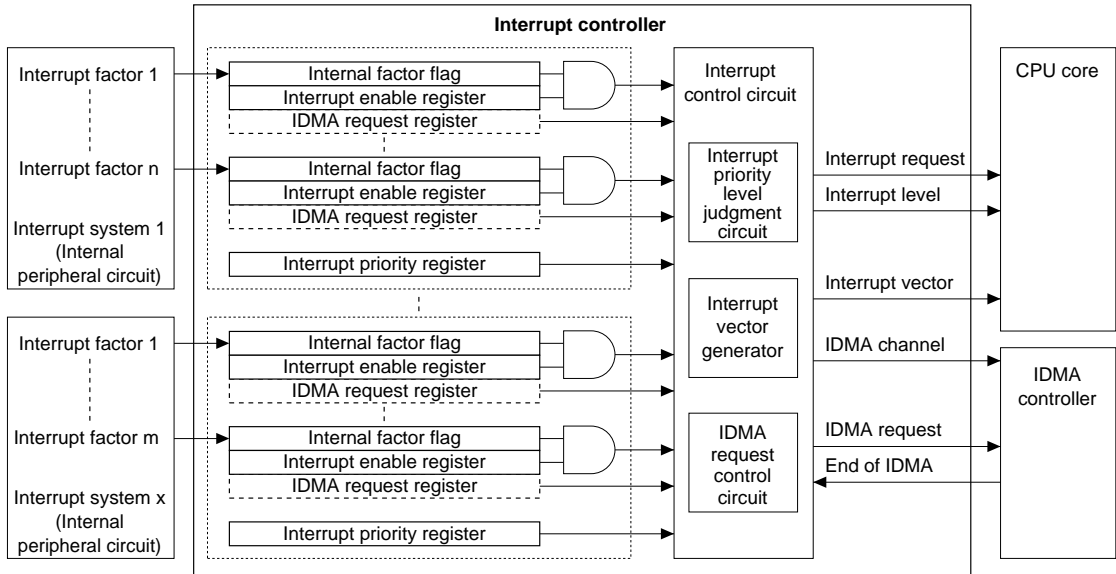 Interrupt controller
Interrupt factor 1
Interrupt factor n
Interrupt system 1
(Internal
peripheral circuit)
Interrupt factor 1
Interrupt factor m
Interrupt system x
(Internal
peripheral circuit)
Internal factor flag
Interrupt enable register
IDMA request register
Internal factor flag
Interrupt enable register
IDMA request register
Interrupt priority register
Internal factor flag
Interrupt enable register
IDMA request register
Internal factor flag
Interrupt enable register
IDMA request register
Interrupt priority register
Interrupt
control circuit
Interrupt
priority
level
judgment
circuit
Interrupt
vector
generator
IDMA
request
control
circuit
Interrupt request
Interrupt level
Interrupt vector
IDMA channel
IDMA request
End of IDMA
CPU core
IDMA
controller